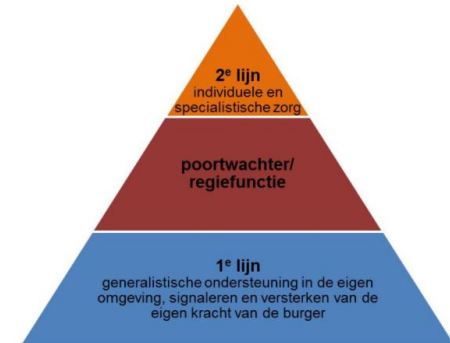 2e lijn
individuele en
specialistische zorg
poortwachter/
regiefunctie
1e lijn
generalistische ondersteuning in de eigen
omgeving, signaleren en versterken van de
eigen kracht van de burger